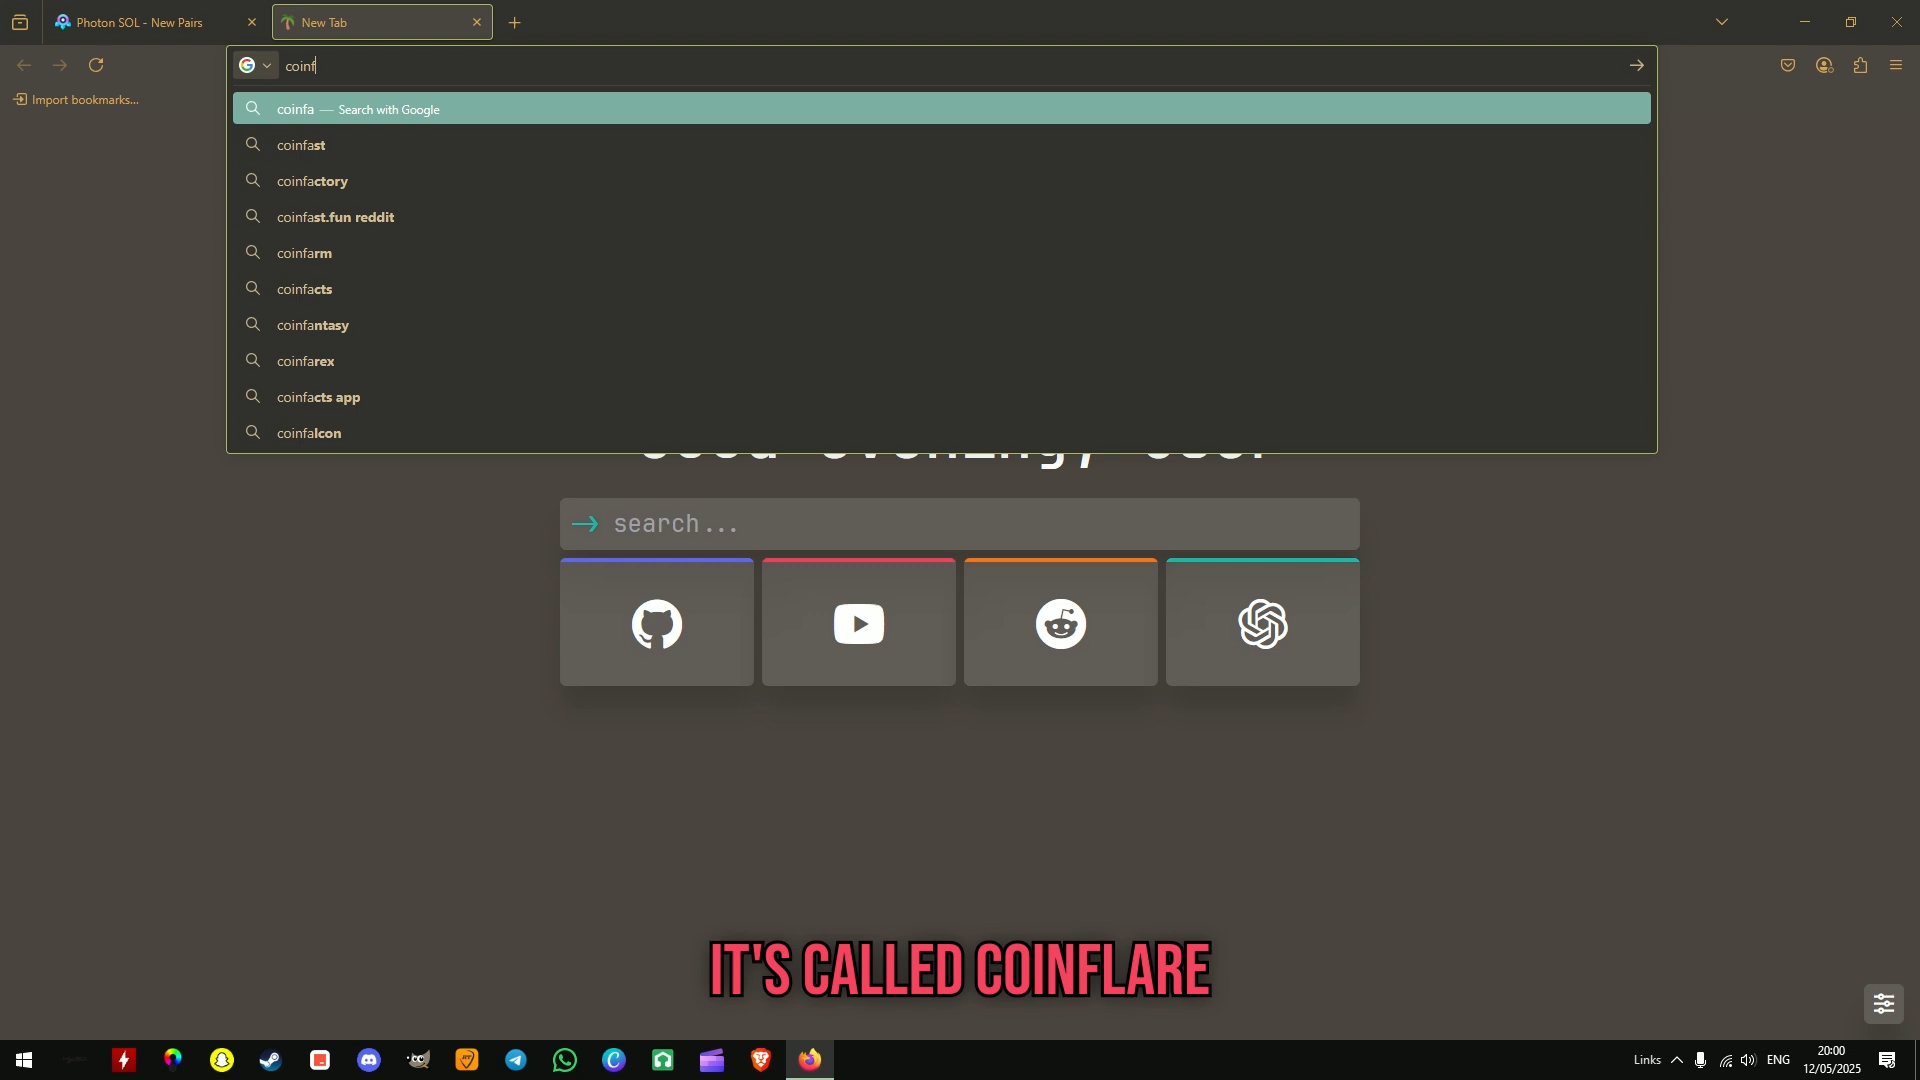 Photon SOL - New Pairs
New Tab
coinf
Import bookmarks...
coinfa — Search with Google
coinfast
coinfactory
coinfast.fun reddit
coinfarm
coinfacts
coinfantasy
coinfarex
coinfacts app
coinfalcon
search...
IT'S CALLED COINFLARE
Links
ENG
20:00
12/05/2025